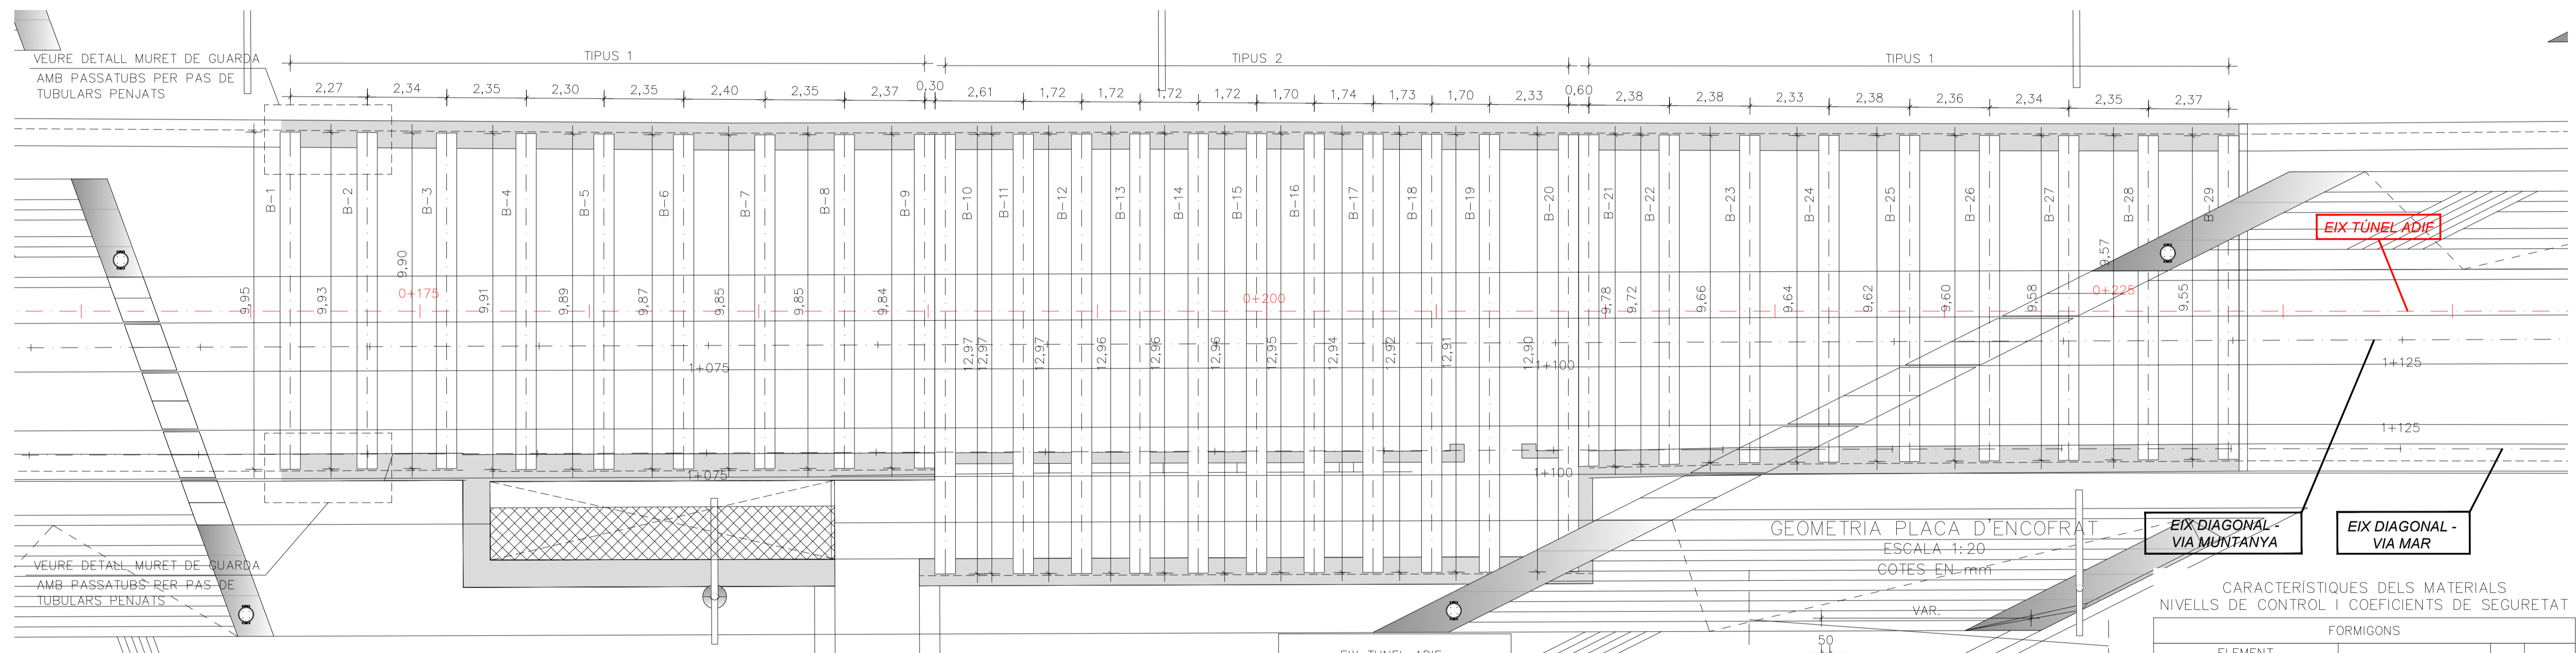 VEURE DETALL MURET DE GUARDA
AMB PASSATUBS PER PAS DE
TUBULARS PENJATS
TIPUS 1
TIPUS 2
TIPUS 1
2,27
2,34
2,35
2,30
2,35
2,40
2,35
2,37
0,30
2,61
1,72
1,72
1,72
1,72
1,70
1,74
1,73
1,70
2,33
0,60
2,38
2,38
2,33
2,38
2,36
2,34
2,35
2,37
B-1
B-2
B-3
B-4
B-5
B-6
B-7
B-8
B-9
B-10
B-11
B-12
B-13
B-14
B-15
B-16
B-17
B-18
B-19
B-20
B-21
B-22
B-23
B-24
B-25
B-26
B-27
B-28
B-29
EIX TÚNEL ADIF
9,95
9,93
9,90
9,91
9,89
9,87
9,85
9,85
9,84
9,78
9,72
9,66
9,64
9,62
9,60
9,58
9,57
9,55
0+175
0+200
0+225
12,97
12,97
12,97
12,96
12,96
12,96
12,95
12,94
12,92
12,91
12,90
1+075
1+100
1+125
1+125
1+075
1+100
EIX DIAGONAL -
VIA MUNTANYA
EIX DIAGONAL -
VIA MAR
GEOMETRIA PLACA D'ENCOFRAT
ESCALA 1:20
COTES EN mm
VEURE DETALL MURET DE GUARDA
AMB PASSATUBS PER PAS DE
TUBULARS PENJATS
CARACTERÍSTIQUES DELS MATERIALS
NIVELLS DE CONTROL I COEFICIENTS DE SEGURETAT
VAR.
FORMIGONS
50
EIX TUNEL ADIF
ELEMENT